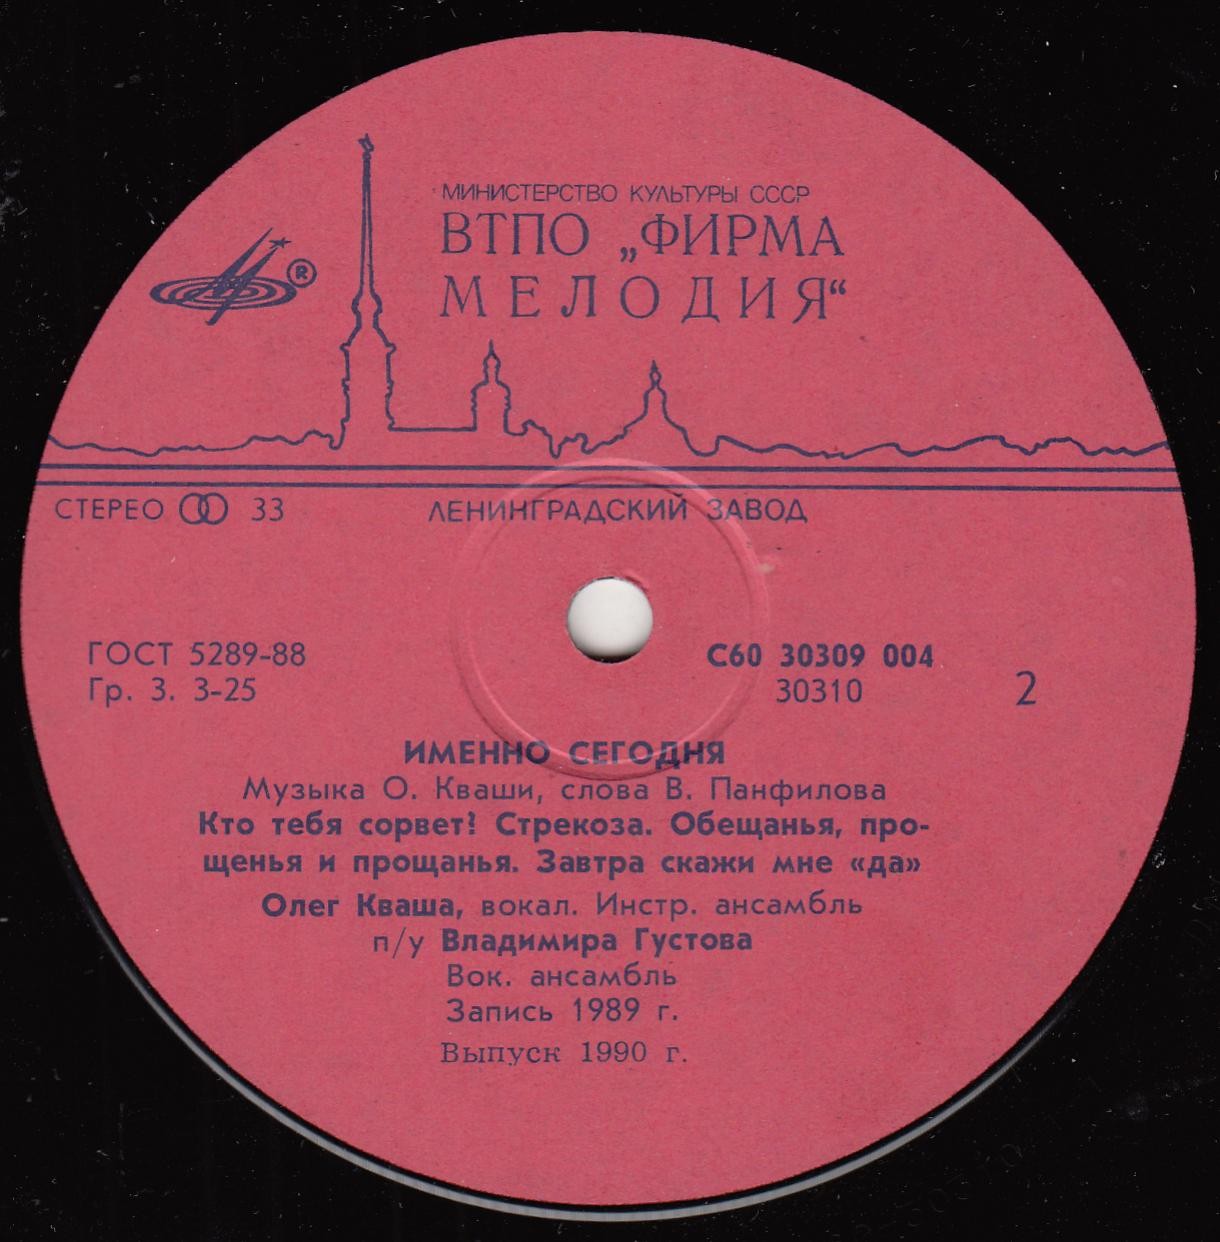 МИНИСТЕРСТВО КУЛЬТУРЫ СССР
ВТПО „ФИРМА
МЕЛОДИЯ“
®
СТЕРЕО 33
ЛЕНИНГРАДСКИЙ ЗАВОД
ГОСТ 5289-88
Гр. 3. 3-25
С60 30309 004
30310
2
ИМЕННО СЕГОДНЯ
Музыка О. Кваши, слова В. Панфилова
Кто тебя сорвет? Стрекоза. Обещанья, про-
щенья и прощанья. Завтра скажи мне «да»
Олег Кваша, вокал. Инстр. ансамбль
п/у Владимира Густова
Вок. ансамбль
Запись 1989 г.
Выпуск 1990 г.